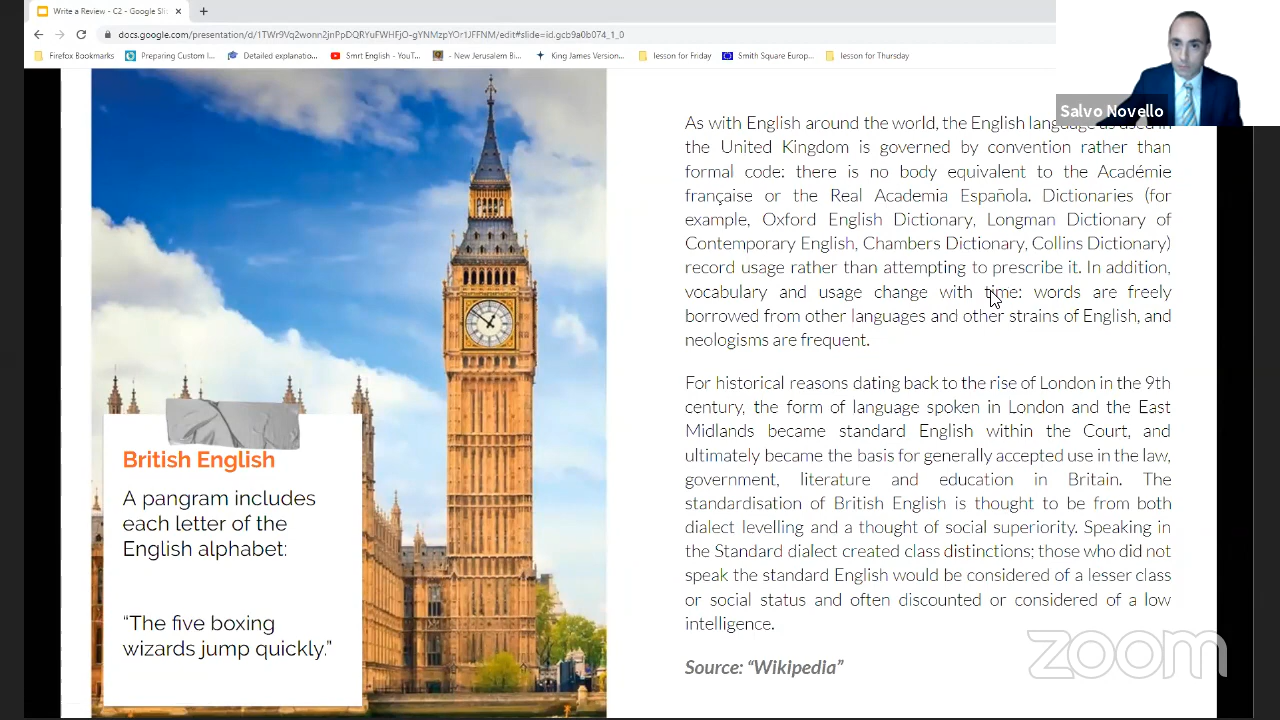 Write a Review - C2 - Google Sli
docs.google.com/presentation/d/1TWr9Vq2wonn2jnPpDQRYuFWHFjO-gYNMzpYOr1JFFNM/edit#slide=id.gcb9a0b074_1_0
Firefox Bookmarks
Preparing Custom I...
Detailed explanatio...
Smrt English - YouT...
- New Jerusalem Bi...
King James Version...
lesson for Friday
Smith Square Europ...
lesson for Thursday
Salvo Novello
As with English around the world, the English language as used in
the United Kingdom is governed by convention rather than
formal code: there is no body equivalent to the Académie
française or the Real Academia Española. Dictionaries (for
example, Oxford English Dictionary, Longman Dictionary of
Contemporary English, Chambers Dictionary, Collins Dictionary)
record usage rather than attempting to prescribe it. In addition,
vocabulary and usage change with time: words are freely
borrowed from other languages and other strains of English, and
neologisms are frequent.
For historical reasons dating back to the rise of London in the 9th
century, the form of language spoken in London and the East
Midlands became standard English within the Court, and
ultimately became the basis for generally accepted use in the law,
government, literature and education in Britain. The
standardisation of British English is thought to be from both
dialect levelling and a thought of social superiority. Speaking in
the Standard dialect created class distinctions; those who did not
speak the standard English would be considered of a lesser class
or social status and often discounted or considered of a low
intelligence.
Source: “Wikipedia”
British English
A pangram includes
each letter of the
English alphabet:
“The five boxing
wizards jump quickly.”
zoom